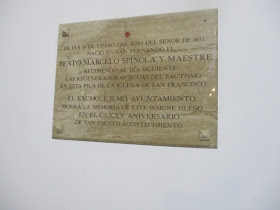 EL DIA 14 DE ENERO DEL AÑO DEL SEÑOR DE 1835
NACIO EN SAN FERNANDO EL
BEATO MARCELO SPINOLA Y MAESTRE
RECIBIENDO AL DIA SIGUIENTE
LAS REGENERADORAS AGUAS DEL BAUTISMO
EN ESTA PILA DE LA IGLESIA DE SAN FRANCISCO
EL EXCMO E ILMO AYUNTAMIENTO
HONRA LA MEMORIA DE ESTE INSIGNE ISLEÑO
EN EL CLXXV ANIVERSARIO
DE TAN FAUSTO ACONTECIMIENTO